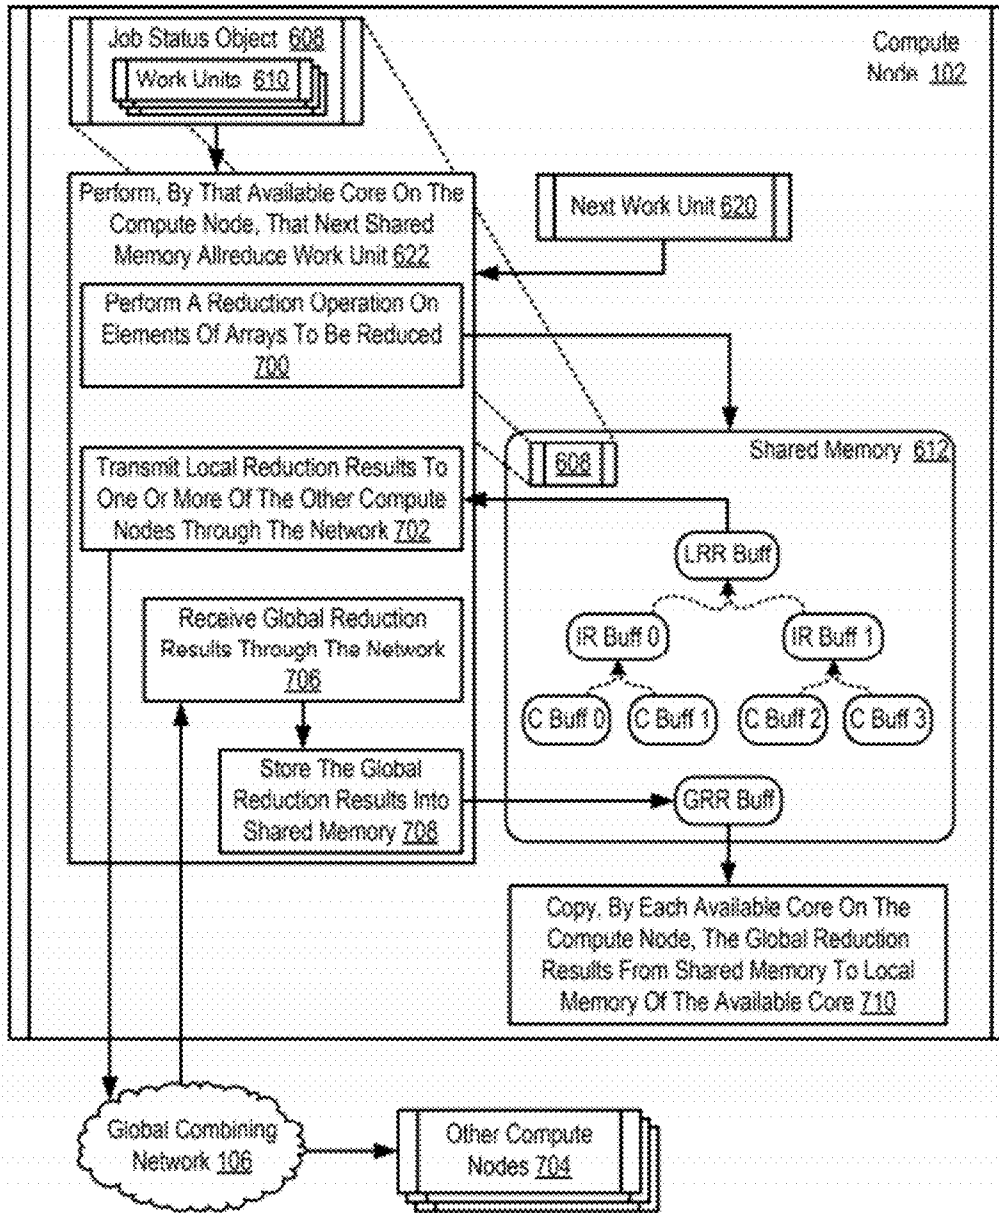 Job Status Object 608
Work Units 610
Compute
Node 102
Perform, By That Available Core On The
Compute Node, That Next Shared
Memory Allreduce Work Unit 622
Next Work Unit 620
Perform A Reduction Operation On
Elements Of Arrays To Be Reduced
700
Transmit Local Reduction Results To
One Or More Of The Other Compute
Nodes Through The Network 702
608
Shared Memory 612
LRR Buff
IR Buff 0
IR Buff 1
C Buff 0
C Buff 1
C Buff 2
C Buff 3
Receive Global Reduction
Results Through The Network
706
Store The Global
Reduction Results Into
Shared Memory 708
GRR Buff
Copy, By Each Available Core On The
Compute Node, The Global Reduction
Results From Shared Memory To Local
Memory Of The Available Core 710
Global Combining
Network 106
Other Compute
Nodes 704